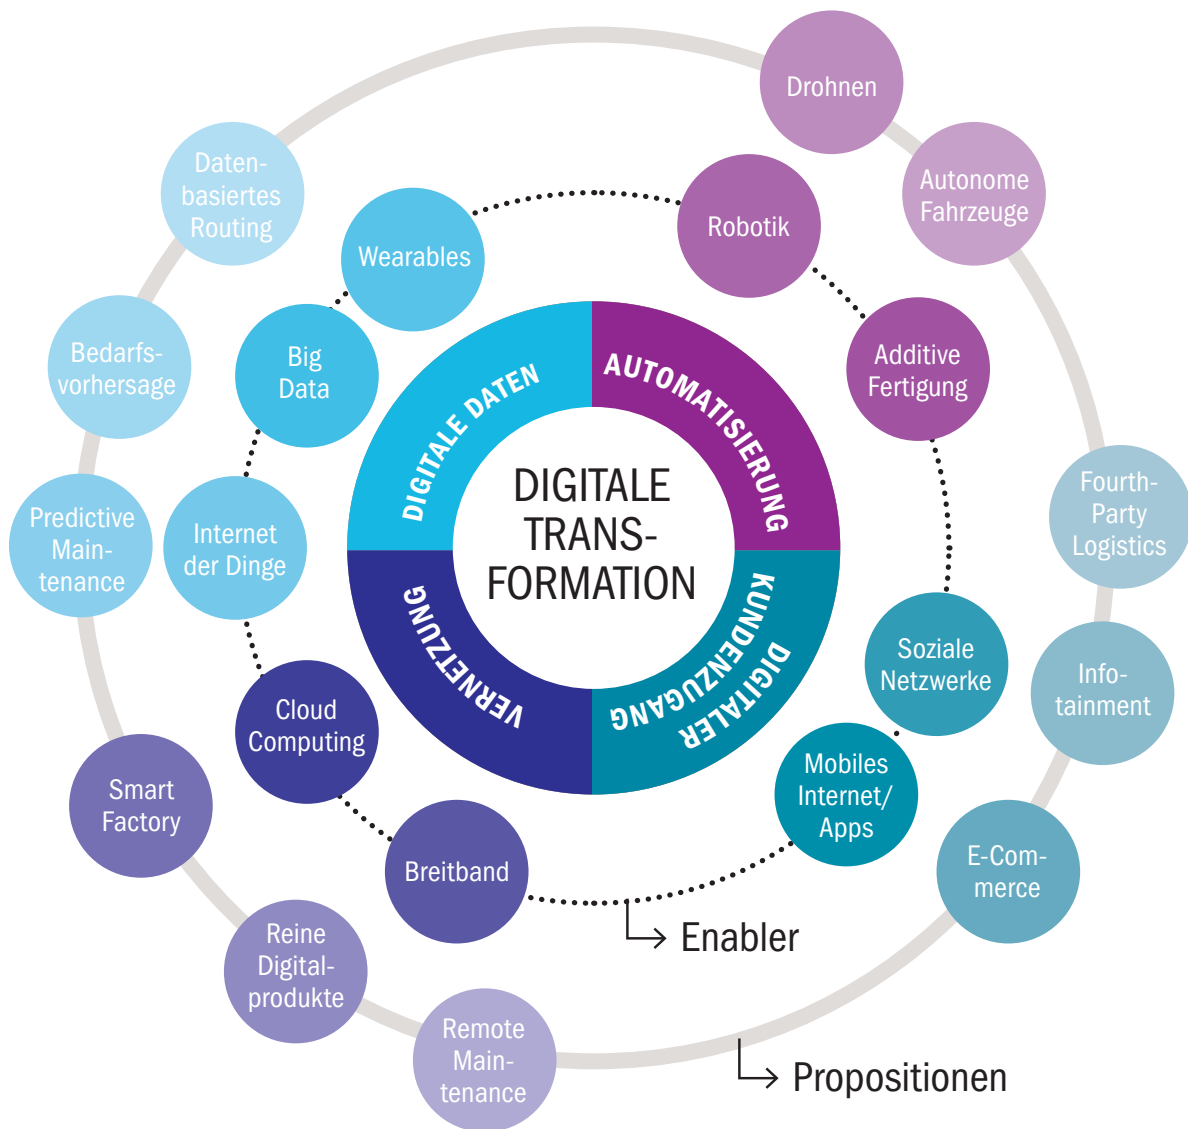 Drohnen
Daten-
basiertes
Routing
Autonome
Fahrzeuge
Wearables
Robotik
Bedarfs-
vorhersage
Big
Data
Additive
Fertigung
DIGITALE DATEN
AUTOMATISIERUNG
DIGITALE
TRANS-
FORMATION
Predictive
Main-
tenance
Internet
der Dinge
Fourth-
Party
Logistics
VERNETZUNG
DIGITALER
KUNDENZUGANG
Soziale
Netzwerke
Info-
tainment
Cloud
Computing
Mobiles
Internet/
Apps
Smart
Factory
Breitband
E-Com-
merce
Enabler
Reine
Digital-
produkte
Remote
Main-
tenance
Propositionen